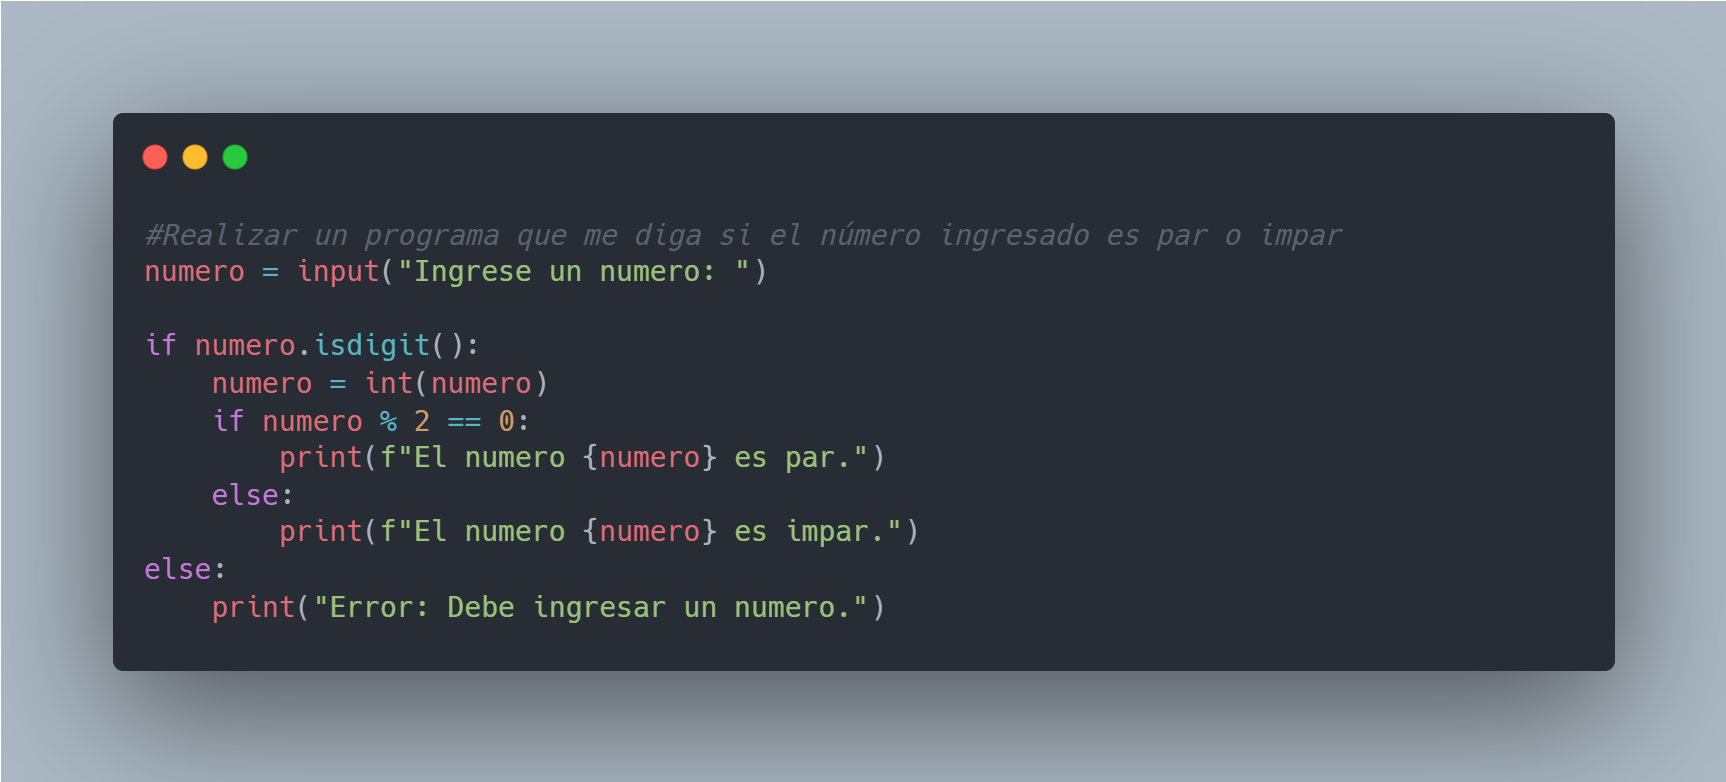 #Realizar un programa que me diga si el número ingresado es par o impar
numero = input("Ingrese un numero: ")

if numero.isdigit():
    numero = int(numero)
    if numero % 2 == 0:
        print(f"El numero {numero} es par.")
    else:
        print(f"El numero {numero} es impar.")
else:
    print("Error: Debe ingresar un numero.")